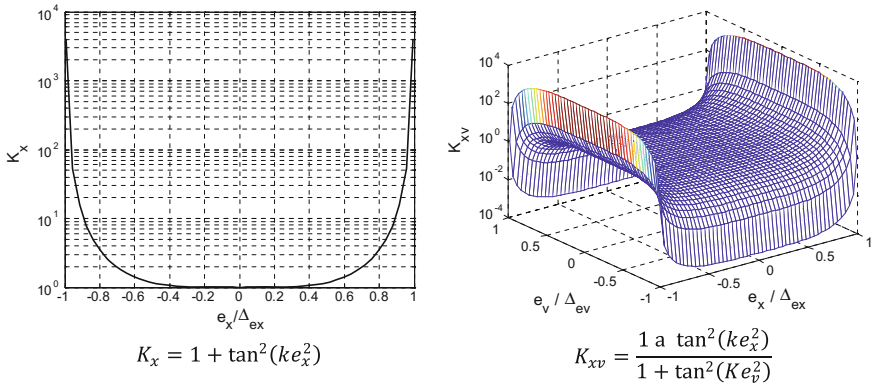 10^4
10^3
10^2
10^1
10^0
K_x
-1 -0.8 -0.6 -0.4 -0.2 0 0.2 0.4 0.6 0.8 1
e_x/Δ_ex
K_x = 1 + tan^2(ke_x^2)
10^4
10^2
10^0
10^-2
10^-4
K_xv
1 0.5 0 -0.5 -1
e_v / Δ_ev
-1 -0.5 0 0.5 1
e_x / Δ_ex
K_xv = \frac{1 a tan^2(ke_x^2)}{1 + tan^2(Ke_v^2)}